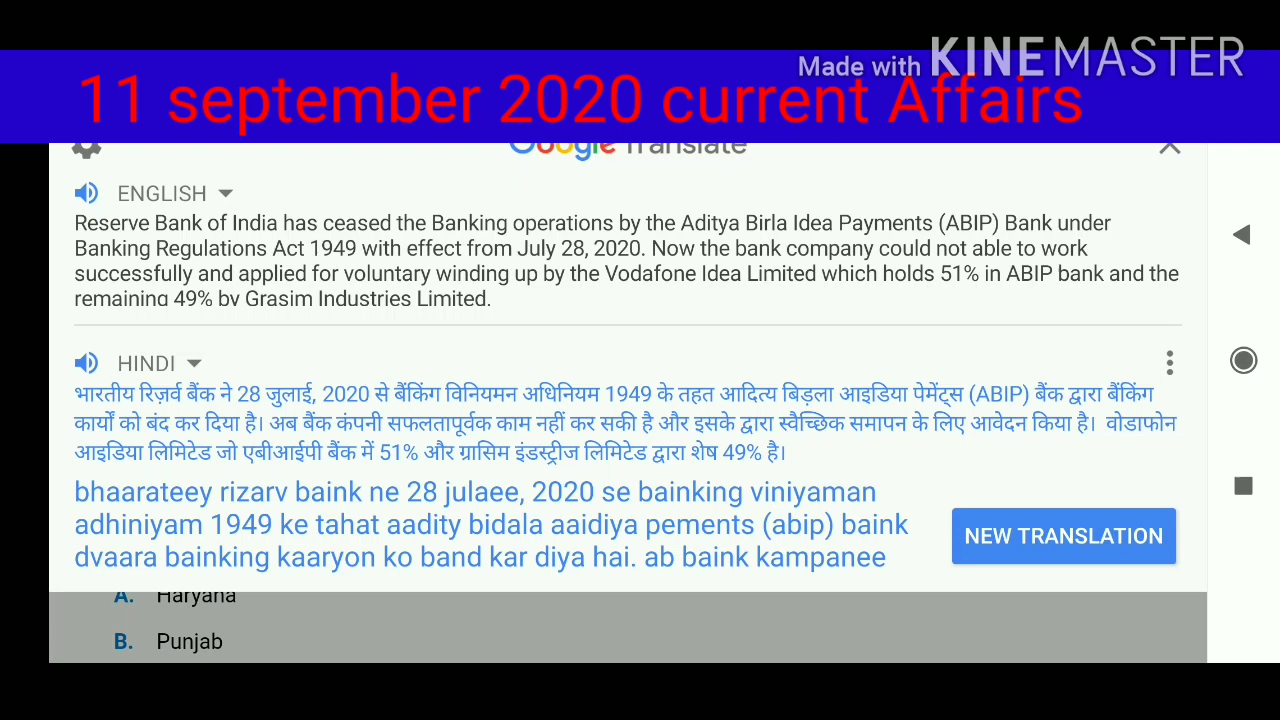 Made with KINEMASTER
11 september 2020 current Affairs
Google Translate
ENGLISH
Reserve Bank of India has ceased the Banking operations by the Aditya Birla Idea Payments (ABIP) Bank under
Banking Regulations Act 1949 with effect from July 28, 2020. Now the bank company could not able to work
successfully and applied for voluntary winding up by the Vodafone Idea Limited which holds 51% in ABIP bank and the
remaining 49% by Grasim Industries Limited.
HINDI
भारतीय रिज़र्व बैंक ने 28 जुलाई, 2020 से बैंकिंग विनियमन अधिनियम 1949 के तहत आदित्य बिड़ला आइडिया पेमेंट्स (ABIP) बैंक द्वारा बैंकिंग
कार्यों को बंद कर दिया है। अब बैंक कंपनी सफलतापूर्वक काम नहीं कर सकी है और इसके द्वारा स्वैच्छिक समापन के लिए आवेदन किया है। वोडाफोन
आइडिया लिमिटेड जो एबीआईपी बैंक में 51% और ग्रासिम इंडस्ट्रीज लिमिटेड द्वारा शेष 49% है।
bhaarateey rizarv baink ne 28 julaee, 2020 se bainking viniyaman
adhiniyam 1949 ke tahat aadity bidala aaidiya pements (abip) baink
dvaara bainking kaaryon ko band kar diya hai. ab baink kampanee
NEW TRANSLATION
A. Haryana
B. Punjab